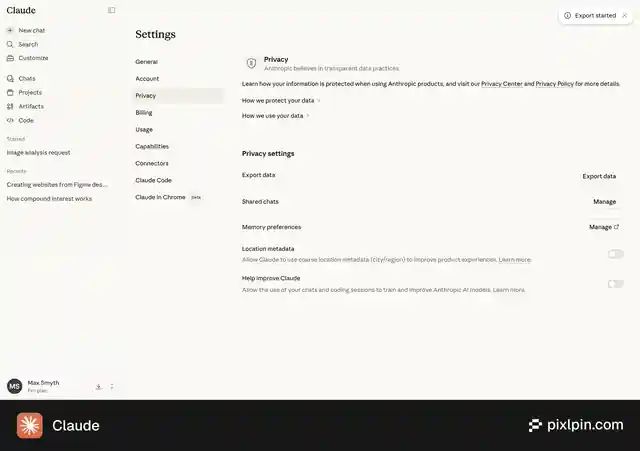 Claude
New chat
Search
Customize
Chats
Projects
Artifacts
Code
Starred
Image analysis request
Recents
Creating websites from Figma des...
How compound interest works
MS
Max Smyth
Pro plan
Settings
General
Account
Privacy
Billing
Usage
Capabilities
Connectors
Claude Code
Claude in Chrome Beta
Export started
Privacy
Anthropic believes in transparent data practices
Learn how your information is protected when using Anthropic products, and visit our Privacy Center and Privacy Policy for more details.
How we protect your data
How we use your data
Privacy settings
Export data
Export data
Shared chats
Manage
Memory preferences
Manage
Location metadata
Allow Claude to use coarse location metadata (city/region) to improve product experiences. Learn more.
Help improve Claude
Allow the use of your chats and coding sessions to train and improve Anthropic AI models. Learn more.
Claude
pixlpin.com